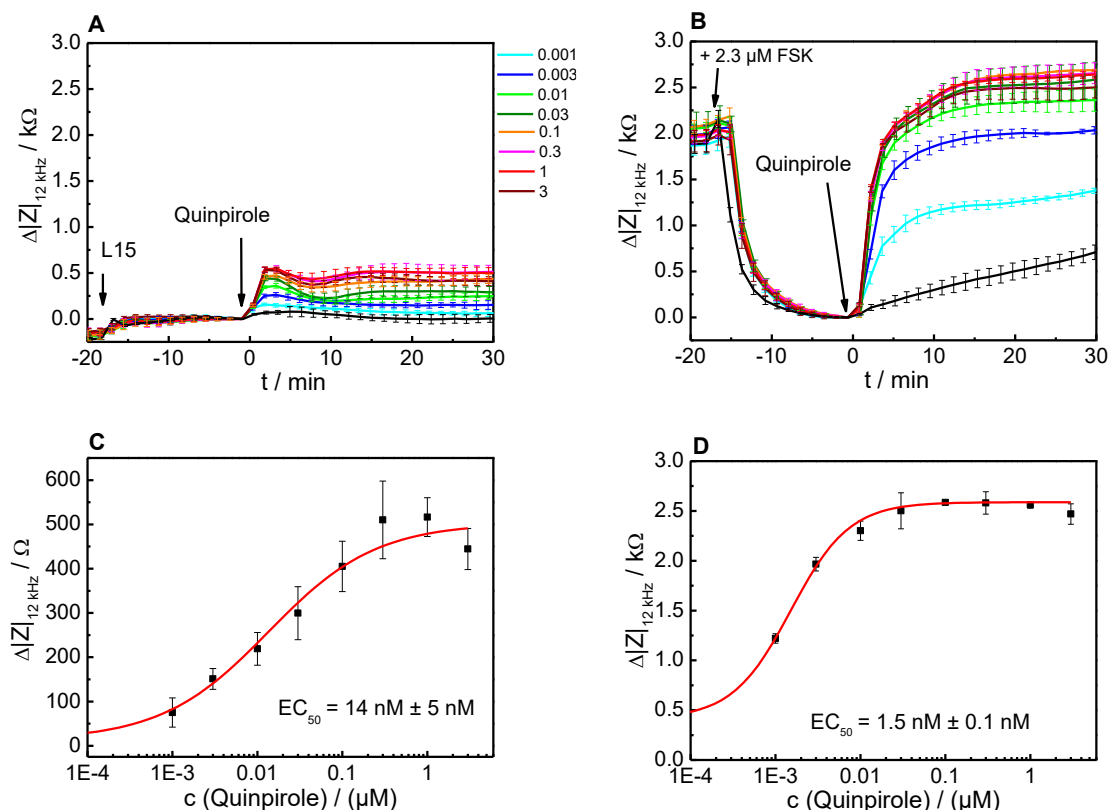 A
3.0
2.5
2.0
1.5
1.0
0.5
0.0
Δ|Z|12 kHz / kΩ
L15
Quinpirole
-20 -10 0 10 20 30
t / min
0.001
0.003
0.01
0.03
0.1
0.3
1
3
B
3.0
2.5
2.0
1.5
1.0
0.5
0.0
Δ|Z|12 kHz / kΩ
+ 2.3 µM FSK
Quinpirole
-20 -10 0 10 20 30
t / min
C
600
500
400
300
200
100
0
Δ|Z|12 kHz / Ω
EC50 = 14 nM ± 5 nM
1E-4 1E-3 0.01 0.1 1
c (Quinpirole) / (µM)
D
3.0
2.5
2.0
1.5
1.0
0.5
0.0
Δ|Z|12 kHz / kΩ
EC50 = 1.5 nM ± 0.1 nM
1E-4 1E-3 0.01 0.1 1
c (Quinpirole) / (µM)